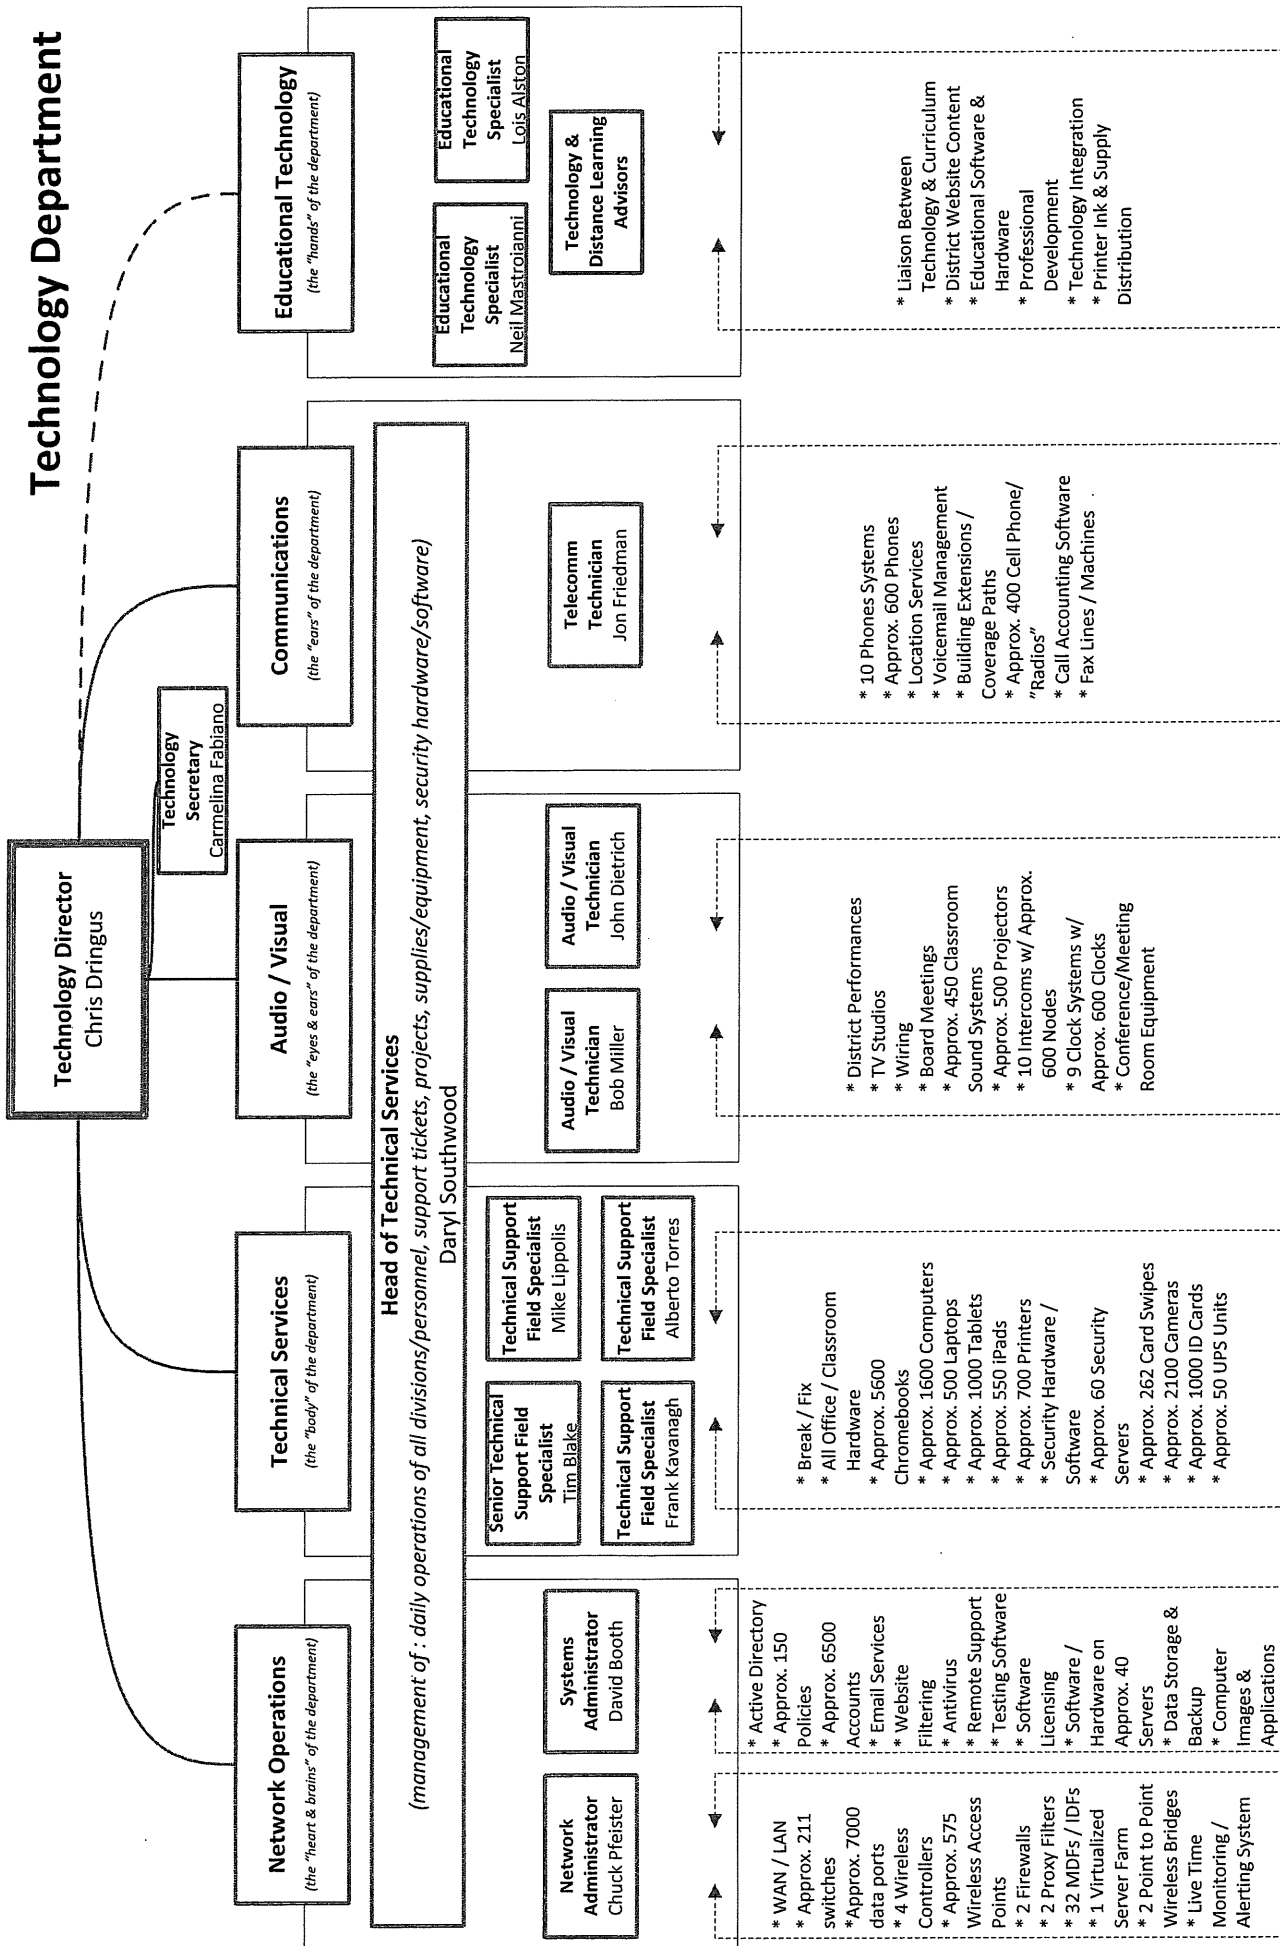 Technology Department
Technology Director
Chris Dringus
Technology
Secretary
Carmelina Fabiano
Network Operations
(the "heart & brains" of the department)
Technical Services
(the "body" of the department)
Audio / Visual
(the "eyes & ears" of the department)
Communications
(the "ears" of the department)
Educational Technology
(the "hands" of the department)
Head of Technical Services
(management of : daily operations of all divisions/personnel, support tickets, projects, supplies/equipment, security hardware/software)
Daryl Southwood
Network
Administrator
Chuck Pfeister
Systems
Administrator
David Booth
Senior Technical
Support Field
Specialist
Tim Blake
Technical Support
Field Specialist
Mike Lippolis
Technical Support
Field Specialist
Frank Kavanagh
Technical Support
Field Specialist
Alberto Torres
Audio / Visual
Technician
Bob Miller
Audio / Visual
Technician
John Dietrich
Telecomm
Technician
Jon Friedman
Educational
Technology
Specialist
Neil Mastroianni
Educational
Technology
Specialist
Lois Alston
Technology &
Distance Learning
Advisors
* WAN / LAN
* Approx. 211
switches
*Approx. 7000
data ports
* 4 Wireless
Controllers
* Approx. 575
Wireless Access
Points
* 2 Firewalls
* 2 Proxy Filters
* 32 MDFs / IDFs
* 1 Virtualized
Server Farm
* 2 Point to Point
Wireless Bridges
* Live Time
Monitoring /
Alerting System
* Active Directory
* Approx. 150
Policies
* Approx. 6500
Accounts
* Email Services
* Website
Filtering
* Antivirus
* Remote Support
* Testing Software
* Software
Licensing
* Software /
Hardware on
Approx. 40
Servers
* Data Storage &
Backup
* Computer
Images &
Applications
* Break / Fix
* All Office / Classroom
Hardware
* Approx. 5600
Chromebooks
* Approx. 1600 Computers
* Approx. 500 Laptops
* Approx. 1000 Tablets
* Approx. 550 iPads
* Approx. 700 Printers
* Security Hardware /
Software
* Approx. 60 Security
Servers
* Approx. 262 Card Swipes
* Approx. 2100 Cameras
* Approx. 1000 ID Cards
* Approx. 50 UPS Units
* District Performances
* TV Studios
* Wiring
* Board Meetings
* Approx. 450 Classroom
Sound Systems
* Approx. 500 Projectors
* 10 Intercoms w/ Approx.
600 Nodes
* 9 Clock Systems w/
Approx. 600 Clocks
* Conference/Meeting
Room Equipment
* 10 Phones Systems
* Approx. 600 Phones
* Location Services
* Voicemail Management
* Building Extensions /
Coverage Paths
* Approx. 400 Cell Phone/
"Radios"
* Call Accounting Software
* Fax Lines / Machines
* Liaison Between
Technology & Curriculum
* District Website Content
* Educational Software &
Hardware
* Professional
Development
* Technology Integration
* Printer Ink & Supply
Distribution